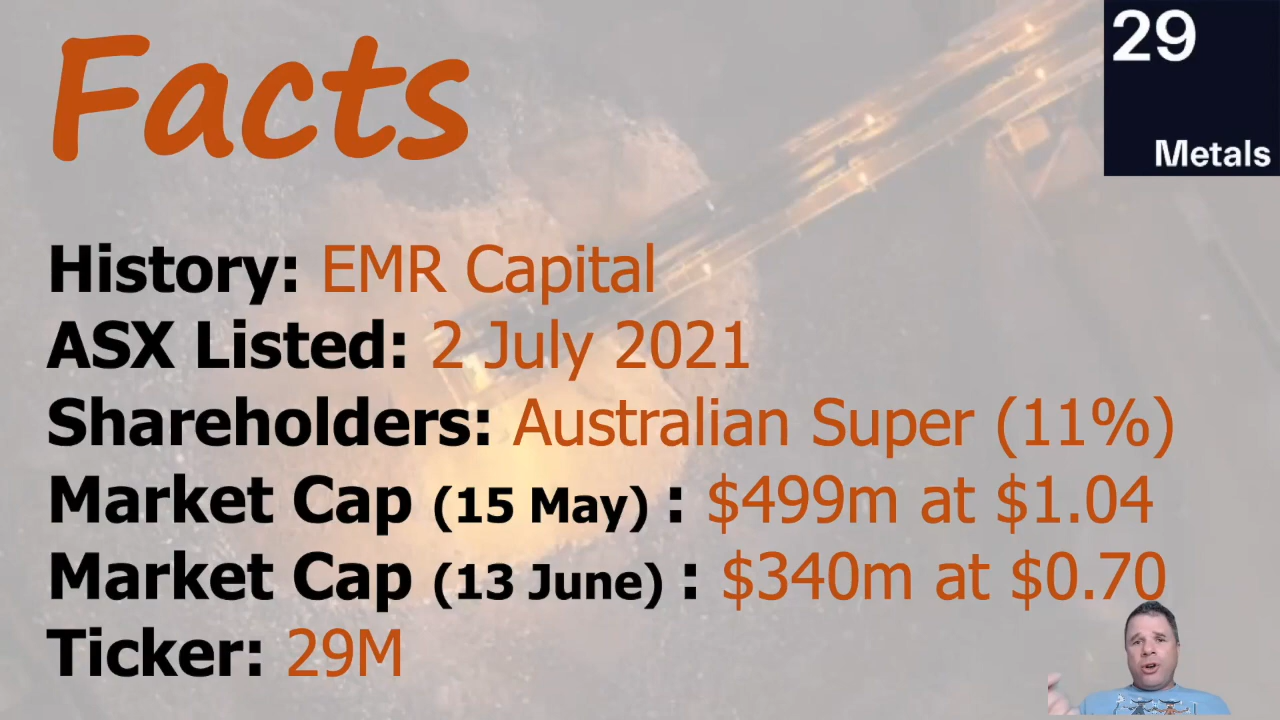 Facts
29
Metals
History: EMR Capital
ASX Listed: 2 July 2021
Shareholders: Australian Super (11%)
Market Cap (15 May) : $499m at $1.04
Market Cap (13 June) : $340m at $0.70
Ticker: 29M